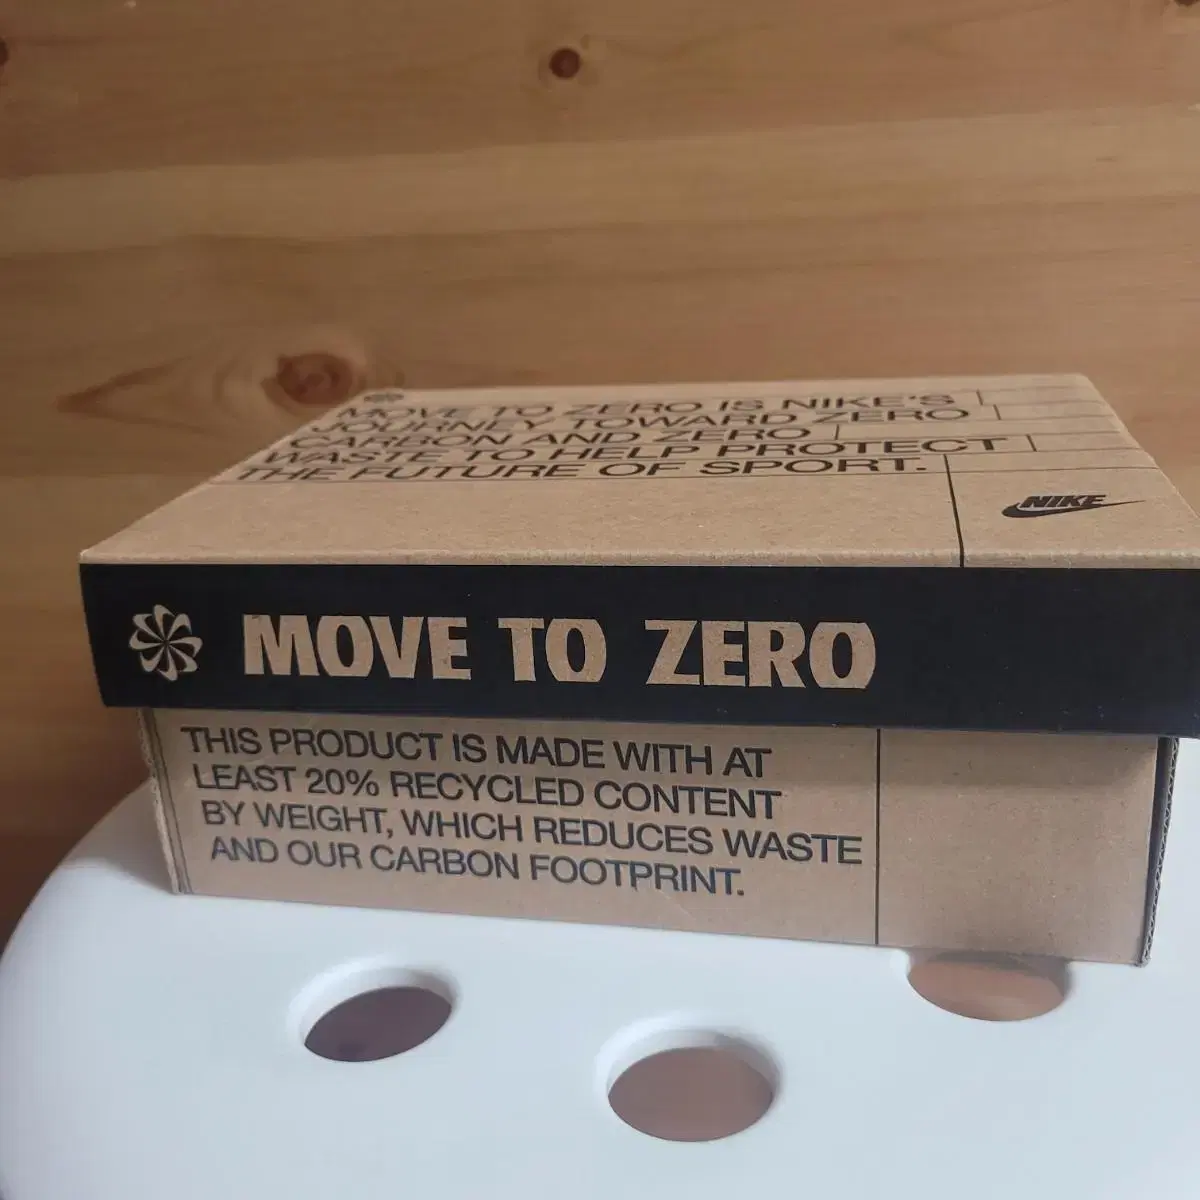 MOVE TO ZERO IS NIKE'S
JOURNEY TOWARD ZERO
CARBON AND ZERO
WASTE TO HELP PROTECT
THE FUTURE OF SPORT.
NIKE
MOVE TO ZERO
THIS PRODUCT IS MADE WITH AT
LEAST 20% RECYCLED CONTENT
BY WEIGHT, WHICH REDUCES WASTE
AND OUR CARBON FOOTPRINT.